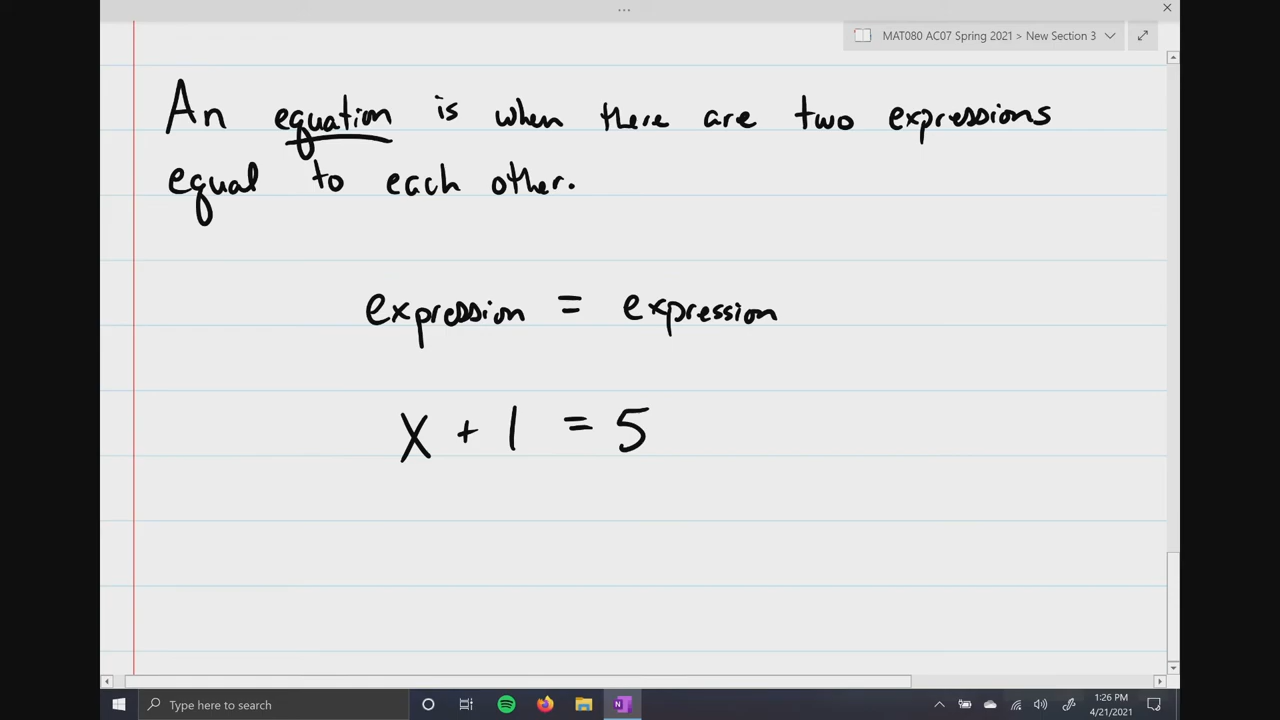 ...
MAT080 AC07 Spring 2021 > New Section 3
An equation is when there are two expressions
equal to each other.
expression = expression
x + 1 = 5
Type here to search
1:26 PM
4/21/2021